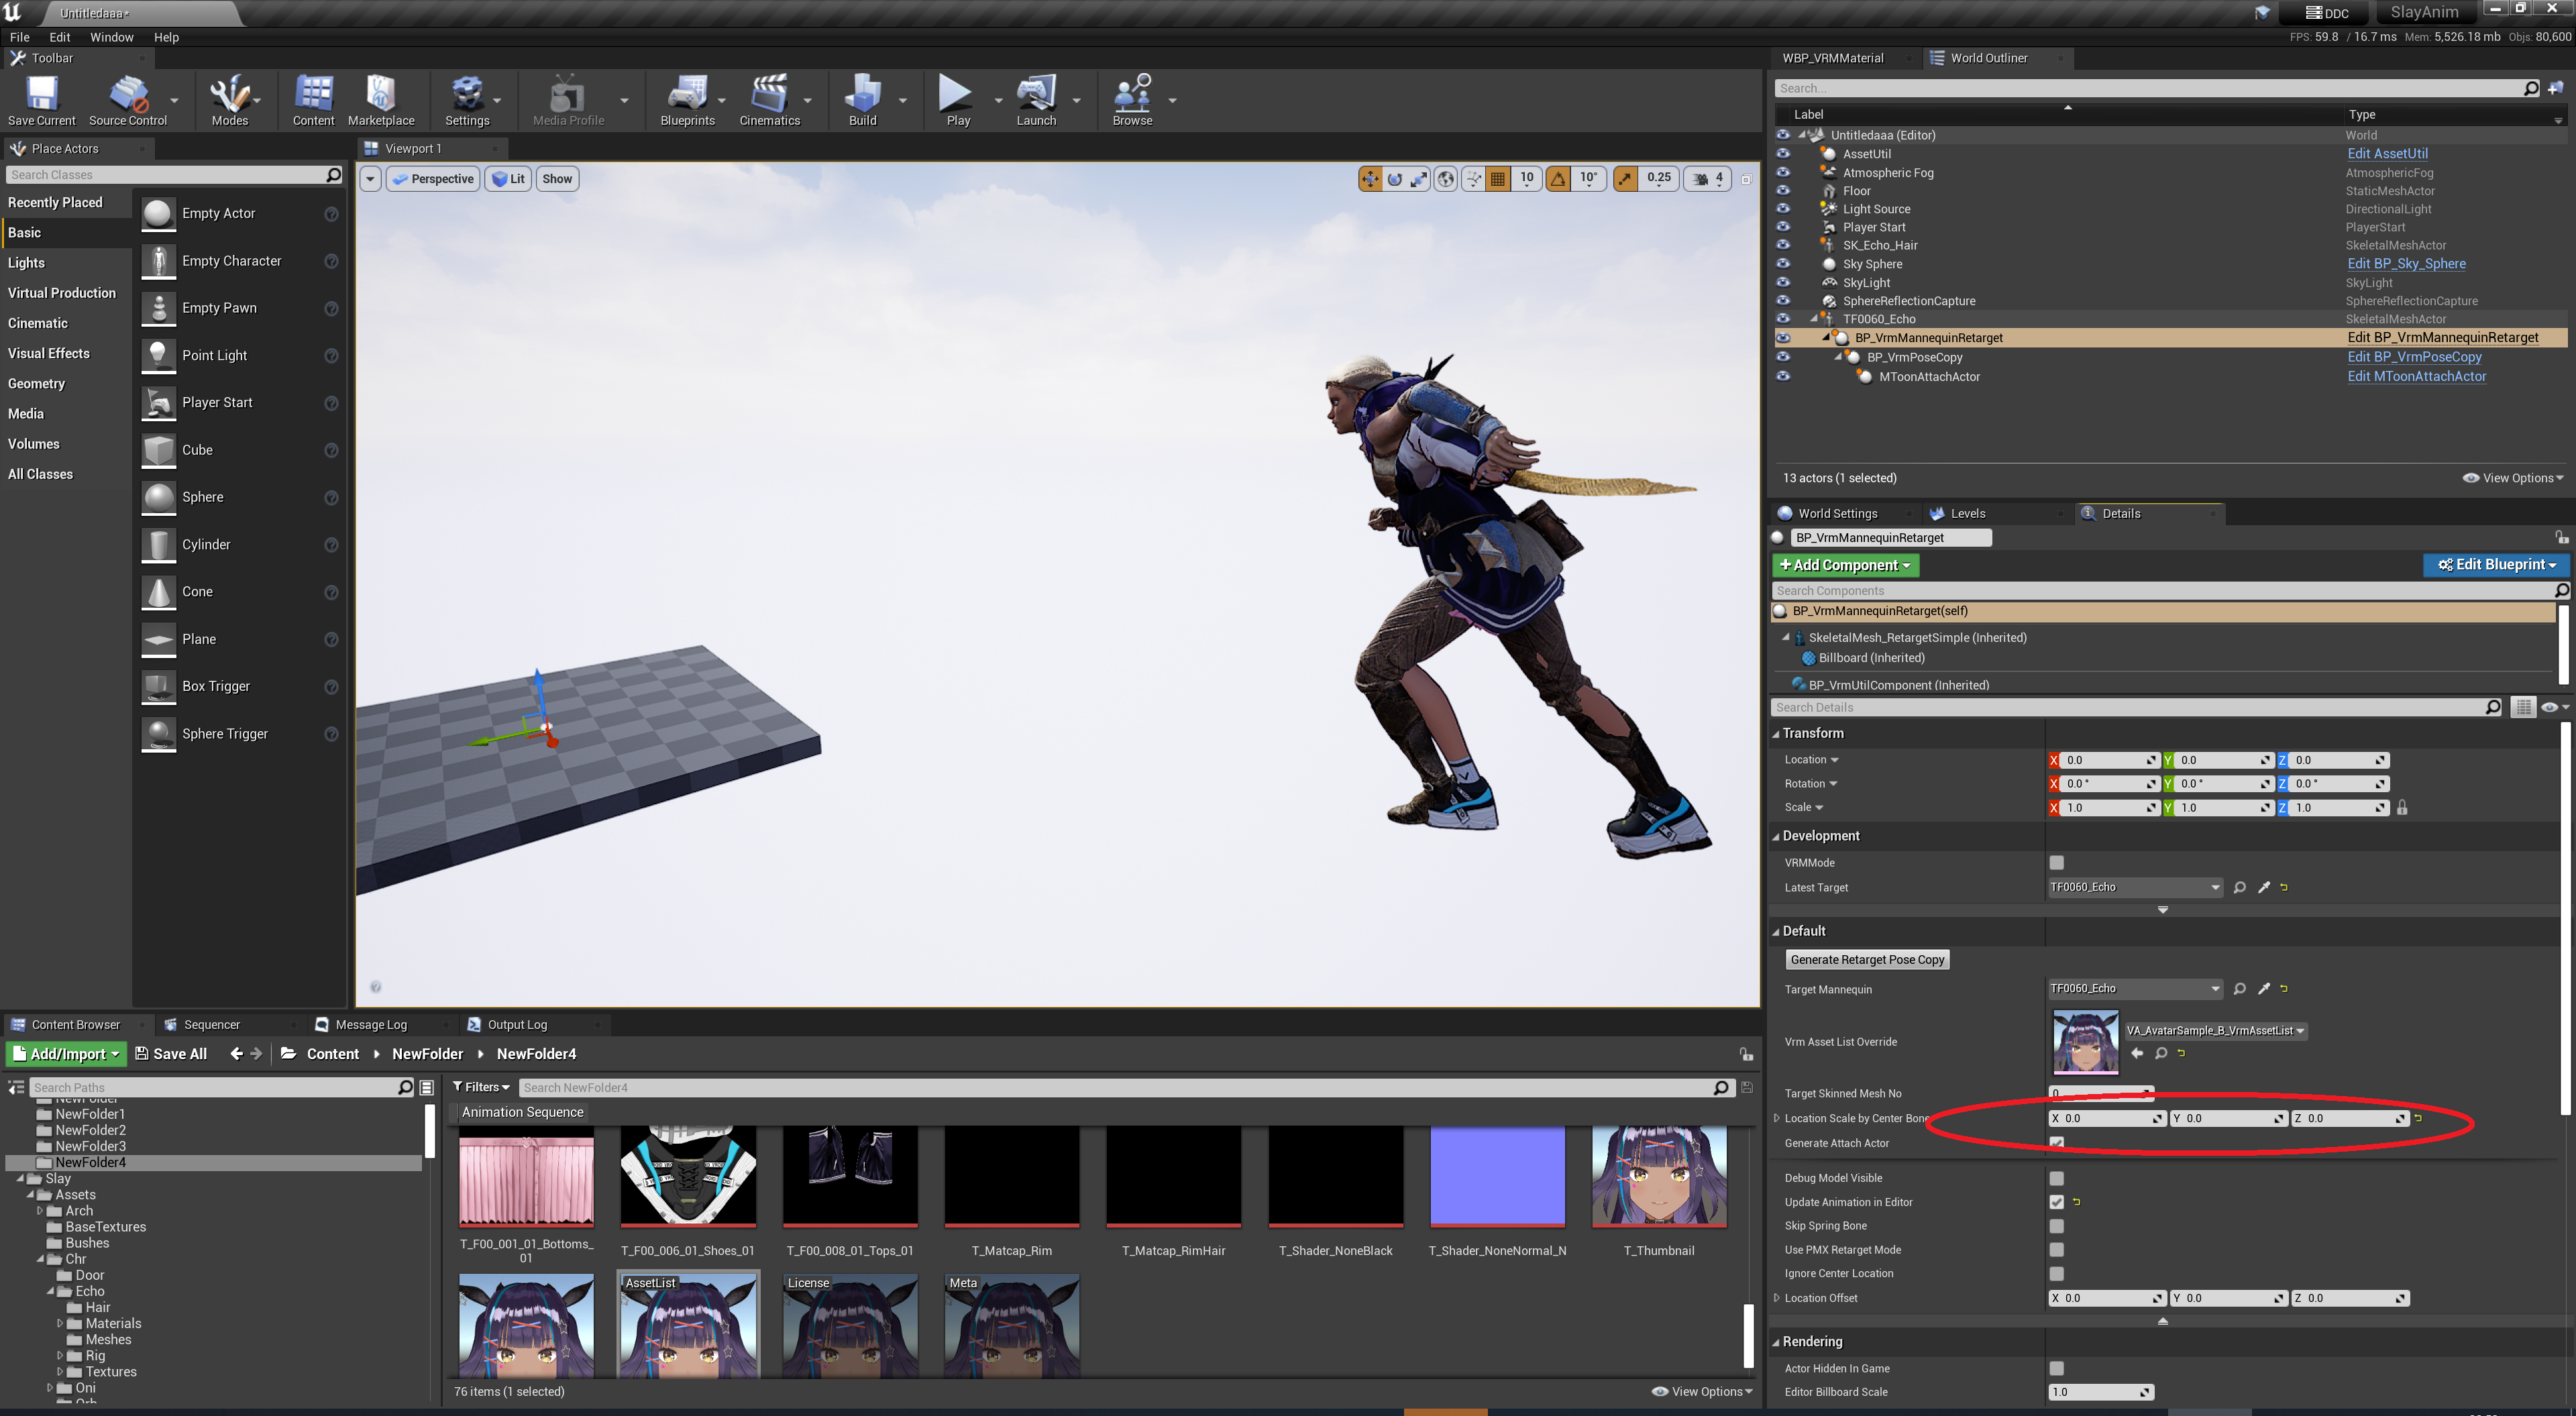 Untitledaaa*
DDC
SlayAnim
File Edit Window Help
FPS: 59.8 / 16.7 ms Mem: 5,526.18 mb Objs: 80,600
Toolbar
Save Current
Source Control
Modes
Content
Marketplace
Settings
Media Profile
Blueprints
Cinematics
Build
Play
Launch
Browse
Place Actors
Search Classes
Recently Placed
Basic
Lights
Virtual Production
Cinematic
Visual Effects
Geometry
Media
Volumes
All Classes
Empty Actor
Empty Character
Empty Pawn
Point Light
Player Start
Cube
Sphere
Cylinder
Cone
Plane
Box Trigger
Sphere Trigger
Viewport 1
Perspective Lit Show
10 10° 0.25 4
WBP_VRMMaterial World Outliner
Search...
Label Type
Untitledaaa (Editor) World
AssetUtil Edit AssetUtil
Atmospheric Fog AtmosphericFog
Floor StaticMeshActor
Light Source DirectionalLight
Player Start PlayerStart
SK_Echo_Hair SkeletalMeshActor
Sky Sphere Edit BP_Sky_Sphere
SkyLight SkyLight
SphereReflectionCapture SphereReflectionCapture
TF0060_Echo SkeletalMeshActor
BP_VrmMannequinRetarget Edit BP_VrmMannequinRetarget
BP_VrmPoseCopy Edit BP_VrmPoseCopy
MToonAttachActor Edit MToonAttachActor
13 actors (1 selected) View Options
World Settings Levels Details
BP_VrmMannequinRetarget
Add Component Edit Blueprint
Search Components
BP_VrmMannequinRetarget(self)
SkeletalMesh_RetargetSimple (Inherited)
Billboard (Inherited)
BP_VrmUtilComponent (Inherited)
Search Details
Transform
Location X 0.0 Y 0.0 Z 0.0
Rotation X 0.0 ° Y 0.0 ° Z 0.0 °
Scale X 1.0 Y 1.0 Z 1.0
Development
VRMMode
Latest Target TF0060_Echo
Default
Generate Retarget Pose Copy
Target Mannequin TF0060_Echo
Vrm Asset List Override VA_AvatarSample_B_VrmAssetList
Target Skinned Mesh No 0
Location Scale by Center Bone X 0.0 Y 0.0 Z 0.0
Generate Attach Actor
Debug Model Visible
Update Animation in Editor
Skip Spring Bone
Use PMX Retarget Mode
Ignore Center Location
Location Offset X 0.0 Y 0.0 Z 0.0
Rendering
Actor Hidden In Game
Editor Billboard Scale 1.0
Content Browser Sequencer Message Log Output Log
Add/Import Save All Content NewFolder NewFolder4
Search Paths
NewFolder
NewFolder1
NewFolder2
NewFolder3
NewFolder4
Slay
Assets
Arch
BaseTextures
Bushes
Chr
Door
Echo
Hair
Materials
Meshes
Rig
Textures
Oni
Filters Search NewFolder4
Animation Sequence
T_F00_001_01_Bottoms_
01
T_F00_006_01_Shoes_01
T_F00_008_01_Tops_01
T_Matcap_Rim
T_Matcap_RimHair
T_Shader_NoneBlack
T_Shader_NoneNormal_N
T_Thumbnail
AssetList
License
Meta
76 items (1 selected) View Options